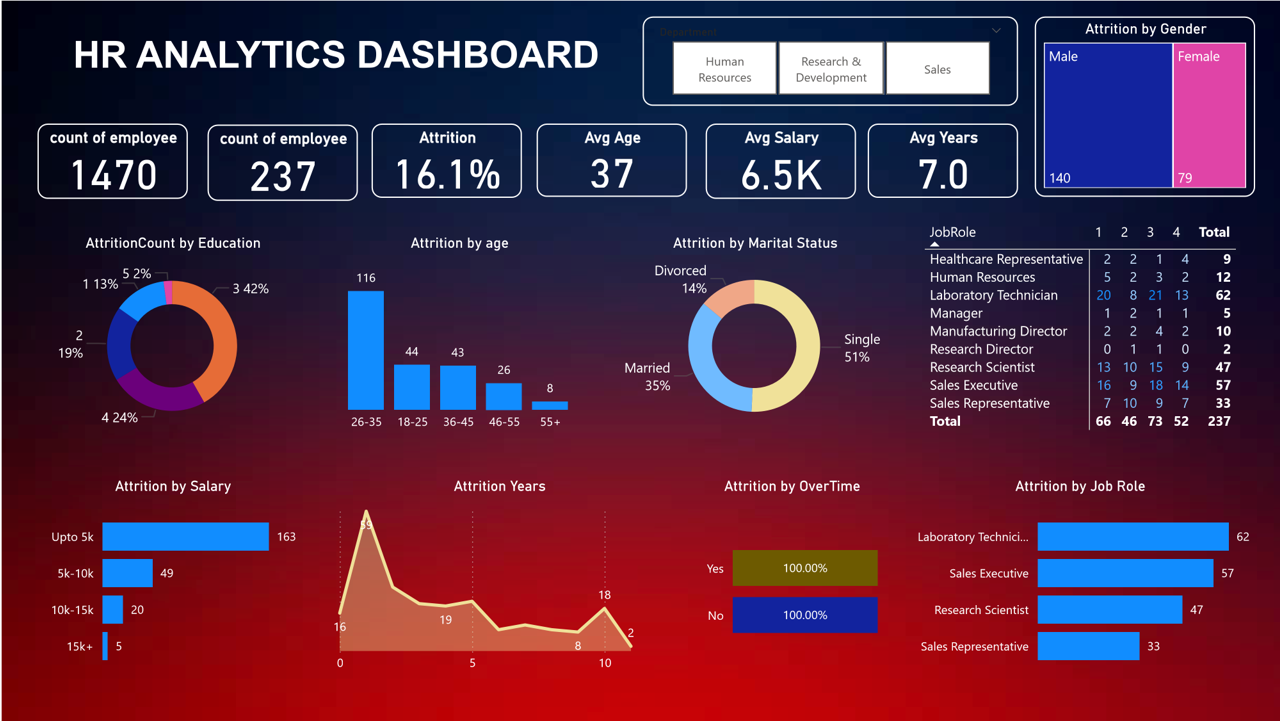 HR ANALYTICS DASHBOARD
Department
Human
Resources
Research &
Development
Sales
Attrition by Gender
Male
Female
140
79
count of employee
1470
count of employee
237
Attrition
16.1%
Avg Age
37
Avg Salary
6.5K
Avg Years
7.0
AttritionCount by Education
5 2%
1 13%
3 42%
2
19%
4 24%
Attrition by age
116
44
43
26
8
26-35 18-25 36-45 46-55 55+
Attrition by Marital Status
Divorced
14%
Single
51%
Married
35%
JobRole 1 2 3 4 Total
Healthcare Representative 2 2 1 4 9
Human Resources 5 2 3 2 12
Laboratory Technician 20 8 21 13 62
Manager 1 2 1 1 5
Manufacturing Director 2 2 4 2 10
Research Director 0 1 1 0 2
Research Scientist 13 10 15 9 47
Sales Executive 16 9 18 14 57
Sales Representative 7 10 9 7 33
Total 66 46 73 52 237
Attrition by Salary
Upto 5k 163
5k-10k 49
10k-15k 20
15k+ 5
Attrition Years
59
16
19
18
8
2
0 5 10
Attrition by OverTime
Yes 100.00%
No 100.00%
Attrition by Job Role
Laboratory Technici... 62
Sales Executive 57
Research Scientist 47
Sales Representative 33